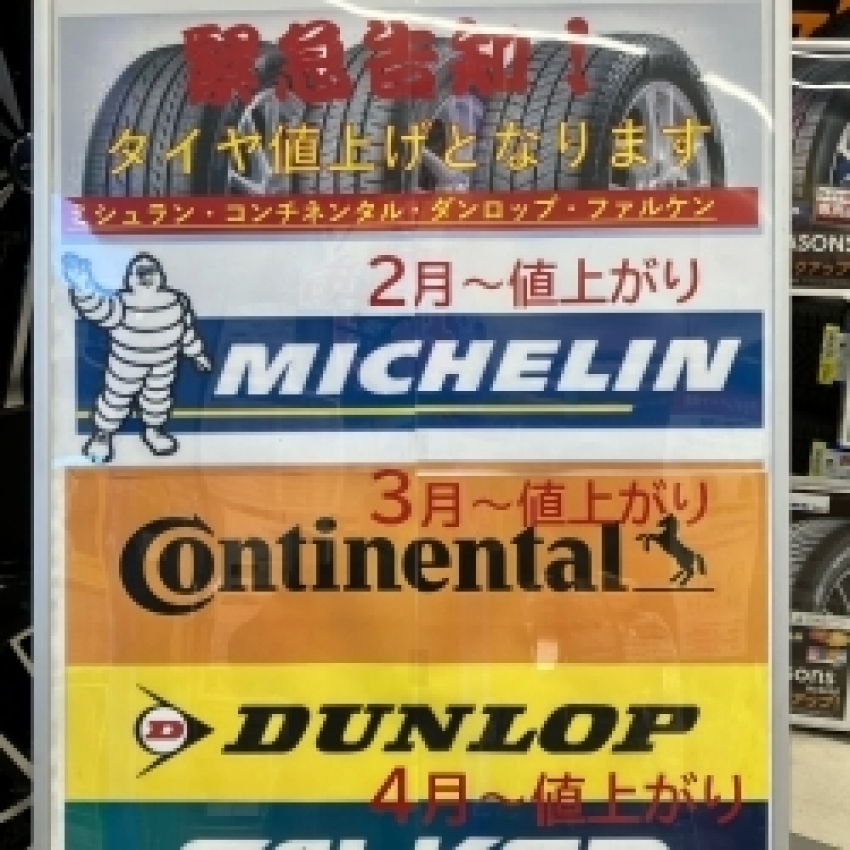 緊急告知!
タイヤ値上げとなります
ミシュラン・コンチネンタル・ダンロップ・ファルケン
2月～値上がり
MICHELIN
3月～値上がり
Continental
D DUNLOP
4月～値上がり